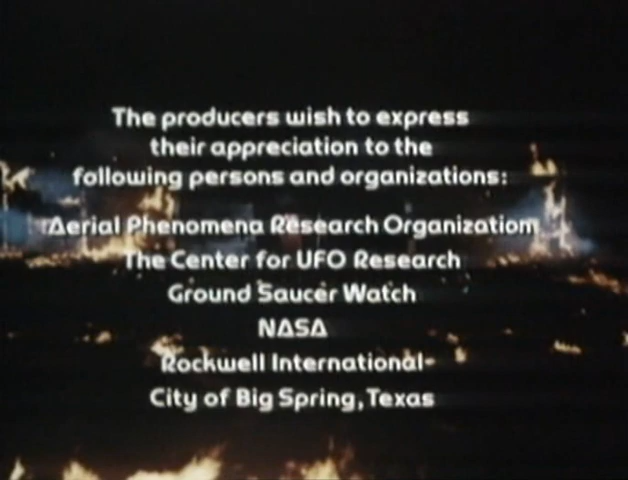 The producers wish to express
their appreciation to the
following persons and organizations:
Aerial Phenomena Research Organization
The Center for UFO Research
Ground Saucer Watch
NASA
Rockwell International
City of Big Spring, Texas